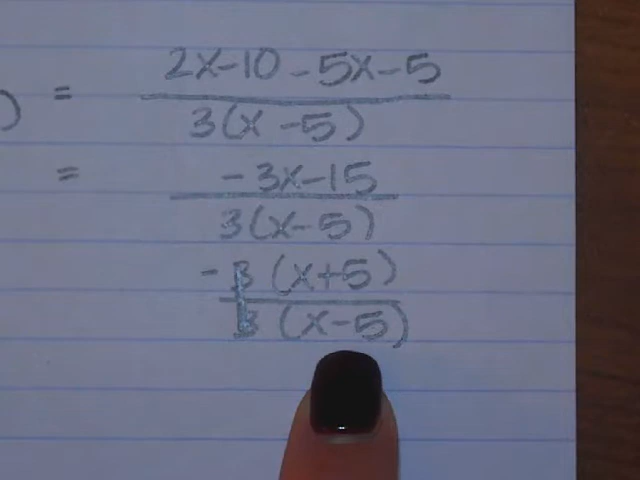 ) = 2x-10-5x-5
3(x-5)
= -3x-15
3(x-5)
-3(x+5)
3(x-5)